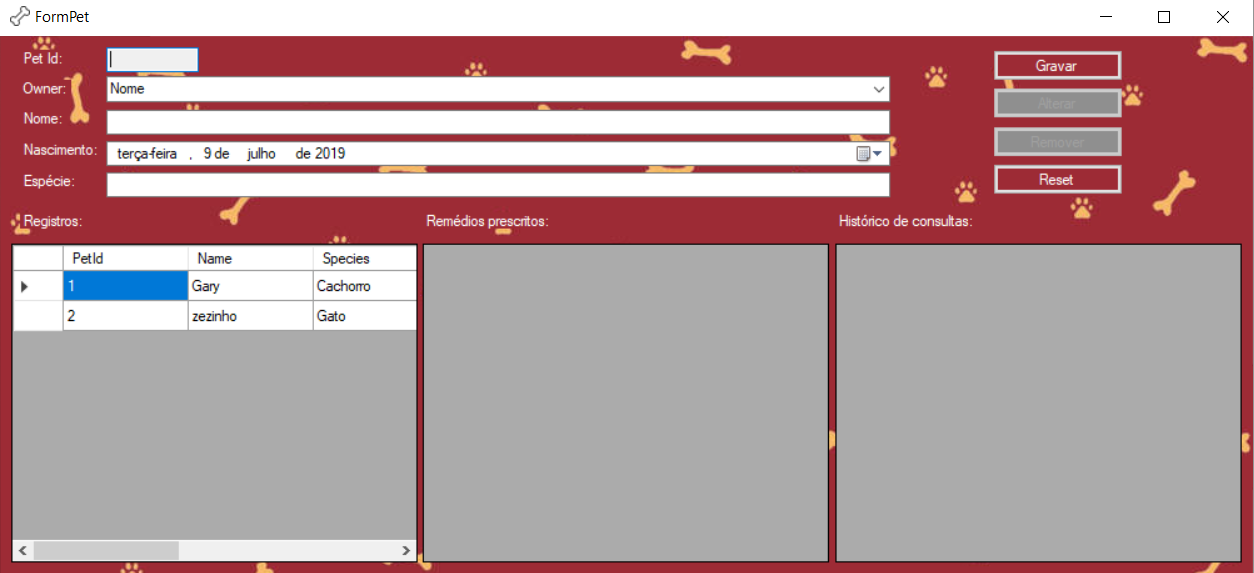 FormPet
Pet Id:
Gravar
Owner: Nome
Alterar
Nome:
Remover
Nascimento: terça-feira , 9 de julho de 2019
Espécie:
Reset
Registros:
Remédios prescritos:
Histórico de consultas:
PetId Name Species
1 Gary Cachorro
2 zezinho Gato